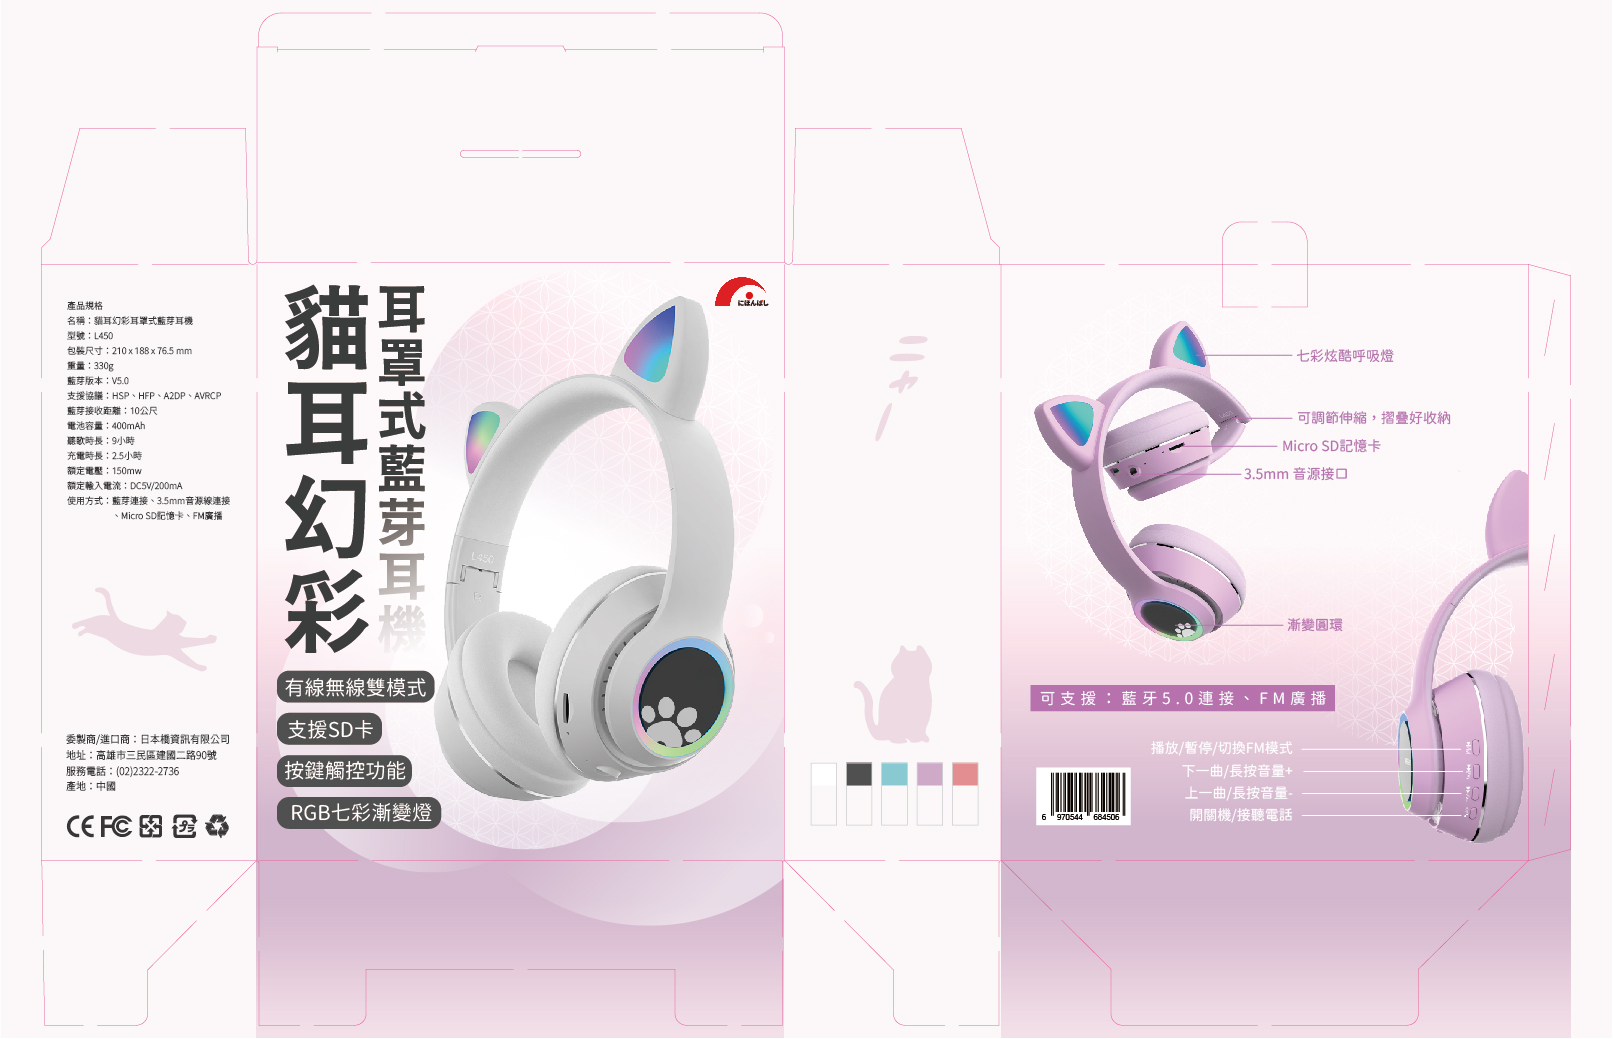 產品規格
名稱：貓耳幻彩耳罩式藍芽耳機
型號：L450
包裝尺寸：210 x 188 x 76.5 mm
重量：330g
藍芽版本：V5.0
支援協議：HSP、HFP、A2DP、AVRCP
藍芽接收距離：10公尺
電池容量：400mAh
聽歌時長：9小時
充電時長：2.5小時
額定電壓：150mw
額定輸入電流：DC5V/200mA
使用方式：藍芽連接、3.5mm音源線連接
、Micro SD記憶卡、FM廣播
委製商/進口商：日本橋資訊有限公司
地址：高雄市三民區建國二路90號
服務電話：(02)2322-2736
產地：中國
貓耳幻彩
耳罩式藍芽耳機
にほんばし
L450
有線無線雙模式
支援SD卡
按鍵觸控功能
RGB七彩漸變燈
七彩炫酷呼吸燈
可調節伸縮，摺疊好收納
Micro SD記憶卡
3.5mm 音源接口
漸變圓環
可支援：藍牙5.0連接、FM廣播
播放/暫停/切換FM模式
下一曲/長按音量+
上一曲/長按音量-
開關機/接聽電話
6 970544 684506